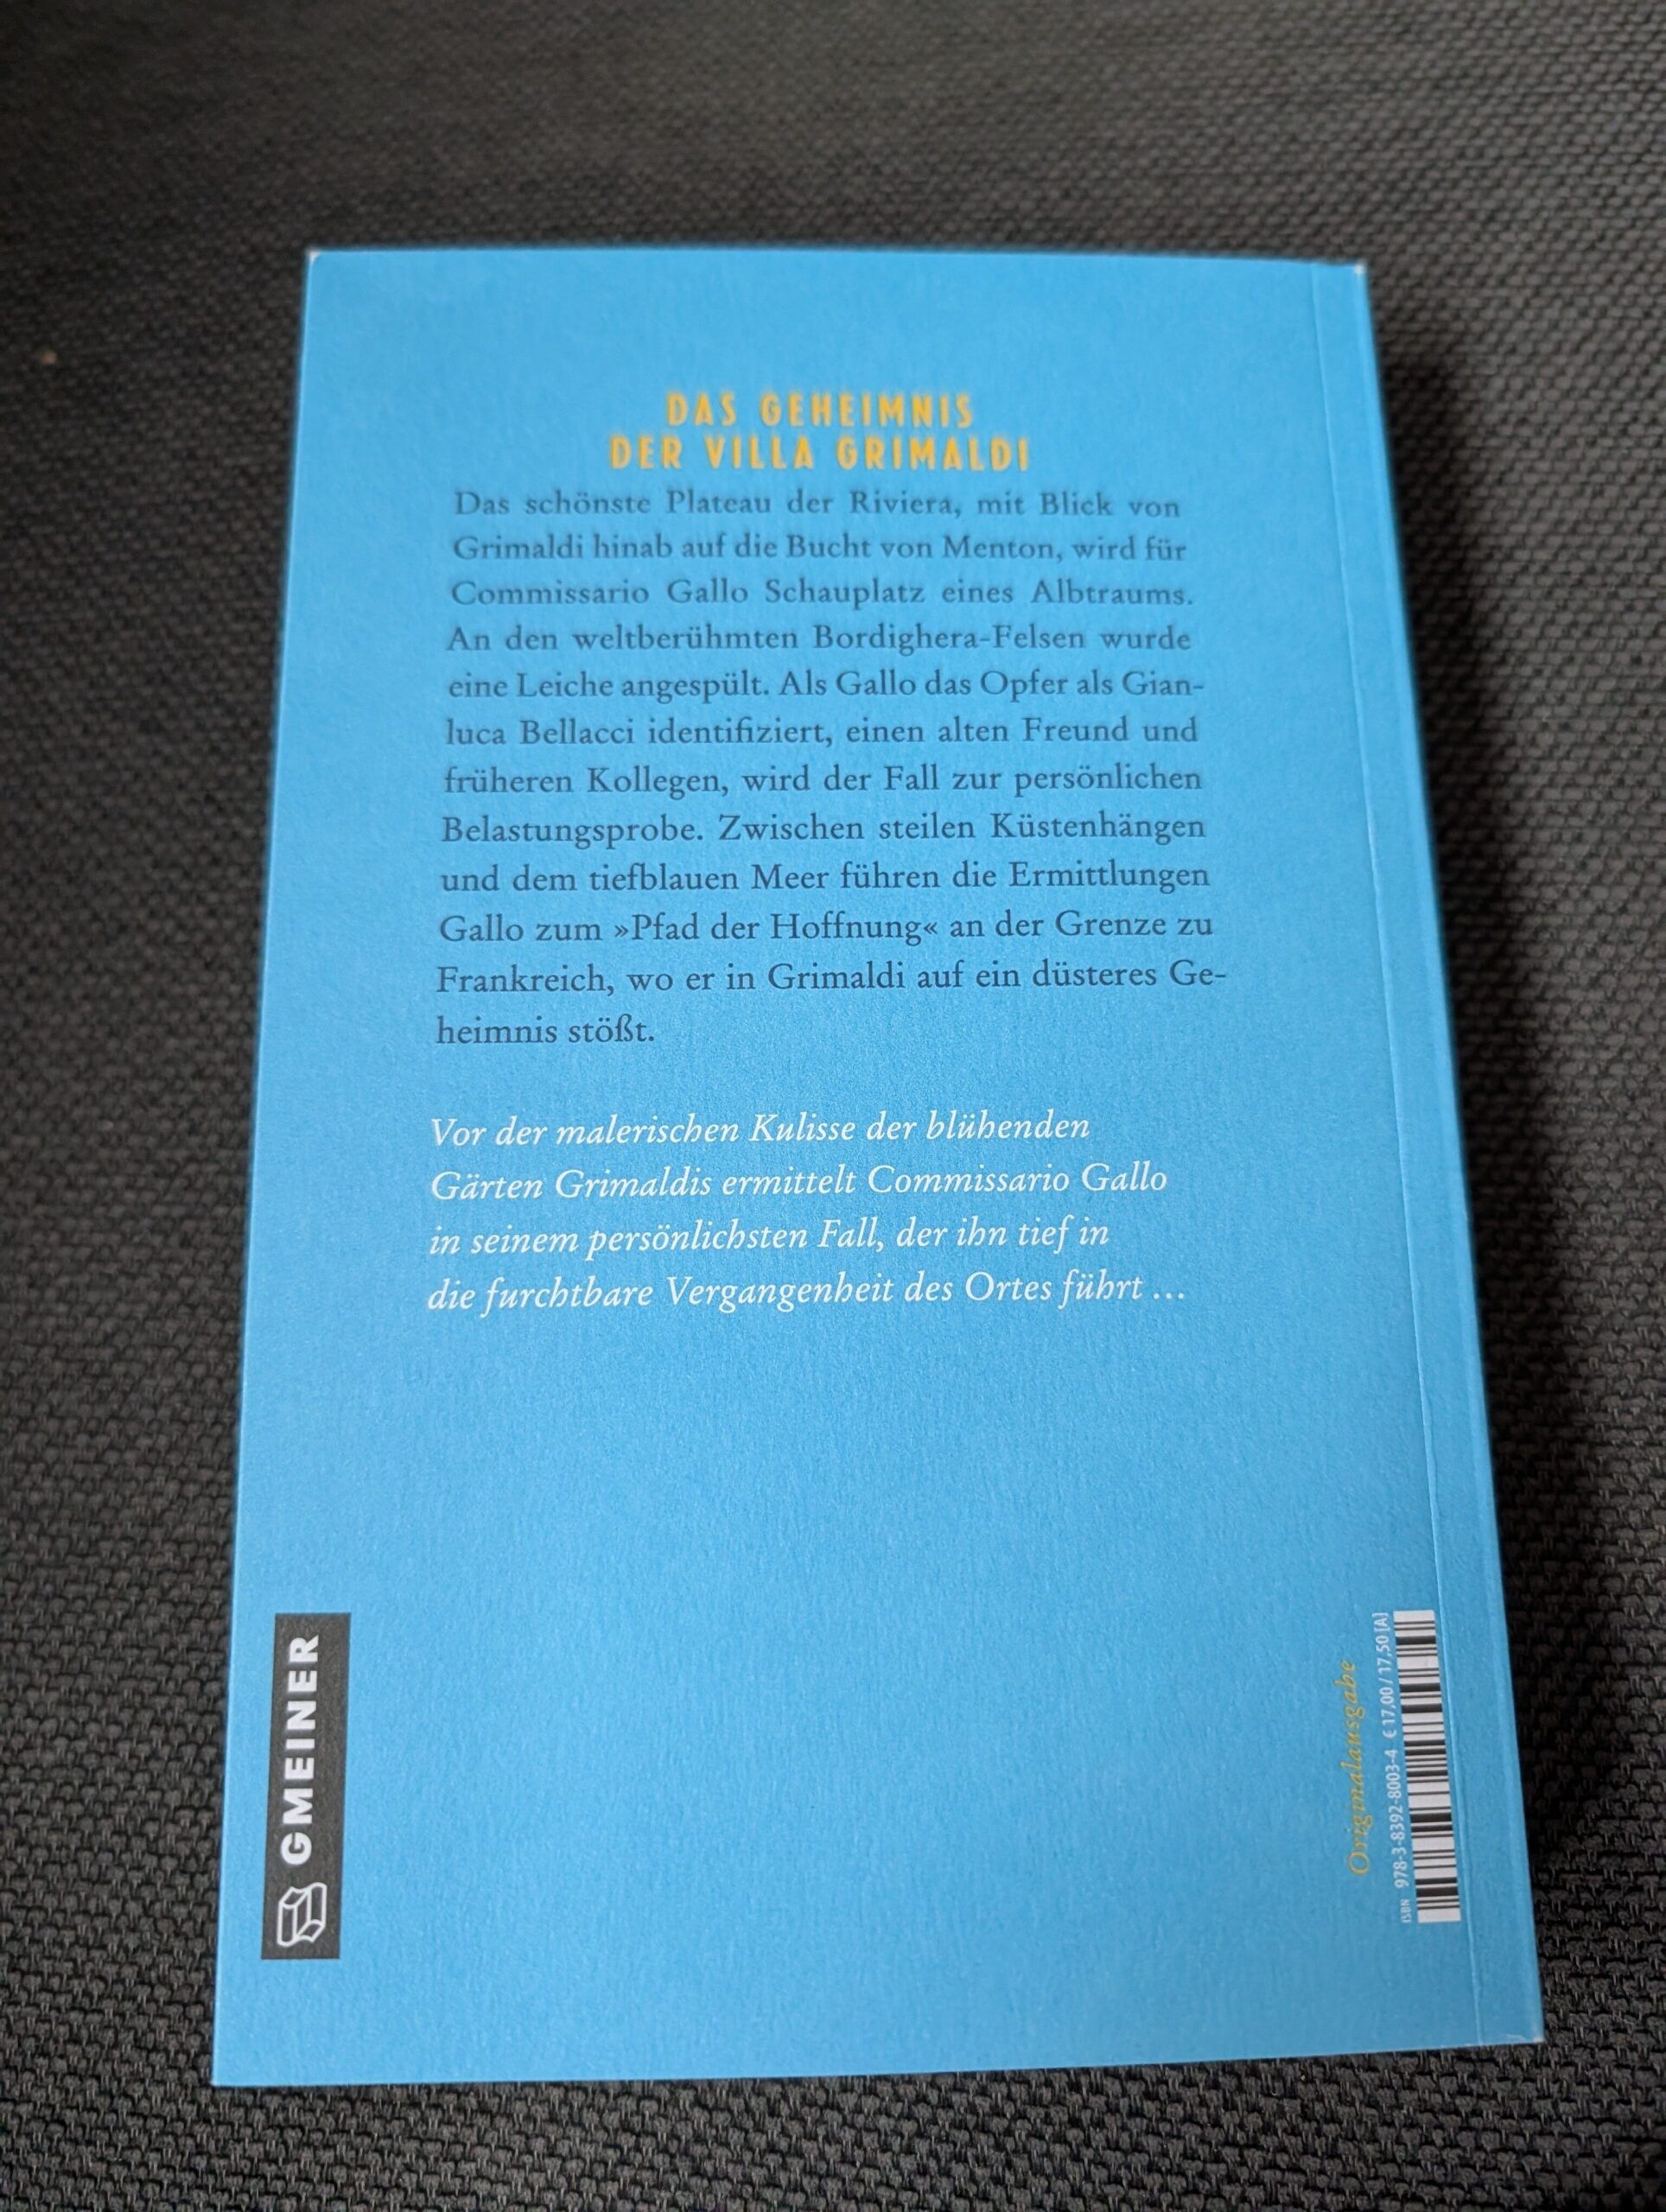 DAS GEHEIMNIS
DER VILLA GRIMALDI
Das schönste Plateau der Riviera, mit Blick von
Grimaldi hinab auf die Bucht von Menton, wird für
Commissario Gallo Schauplatz eines Albtraums.
An den weltberühmten Bordighera-Felsen wurde
eine Leiche angespült. Als Gallo das Opfer als Gian-
luca Bellacci identifiziert, einen alten Freund und
früheren Kollegen, wird der Fall zur persönlichen
Belastungsprobe. Zwischen steilen Küstenhängen
und dem tiefblauen Meer führen die Ermittlungen
Gallo zum »Pfad der Hoffnung« an der Grenze zu
Frankreich, wo er in Grimaldi auf ein düsteres Ge-
heimnis stößt.
Vor der malerischen Kulisse der blühenden
Gärten Grimaldis ermittelt Commissario Gallo
in seinem persönlichsten Fall, der ihn tief in
die furchtbare Vergangenheit des Ortes führt ...
GMEINER
Originalausgabe
ISBN 978-3-8392-8003-4 € 17,00 / 17,50 [A]